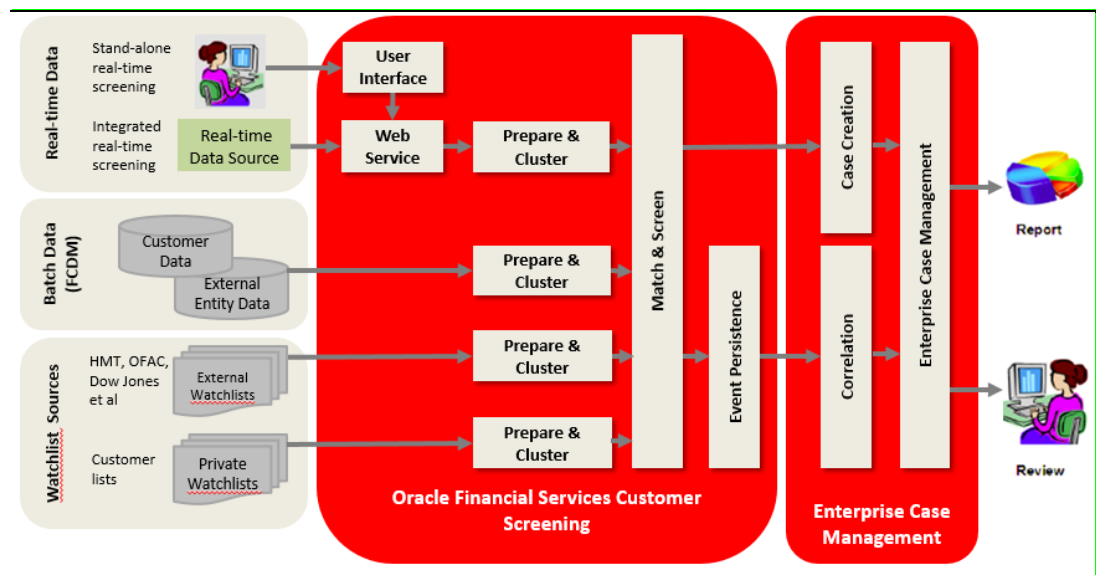 Real-time Data
Stand-alone
real-time
screening
Integrated
real-time
screening
Real-time
Data Source
User
Interface
Web
Service
Prepare &
Cluster
Batch Data
(FCDM)
Customer
Data
External
Entity Data
Prepare &
Cluster
Watchlist Sources
HMT, OFAC,
Dow Jones
et al
External
Watchlists
Prepare &
Cluster
Customer
lists
Private
Watchlists
Prepare &
Cluster
Match & Screen
Event Persistence
Oracle Financial Services Customer
Screening
Case Creation
Correlation
Enterprise Case Management
Enterprise Case
Management
Report
Review